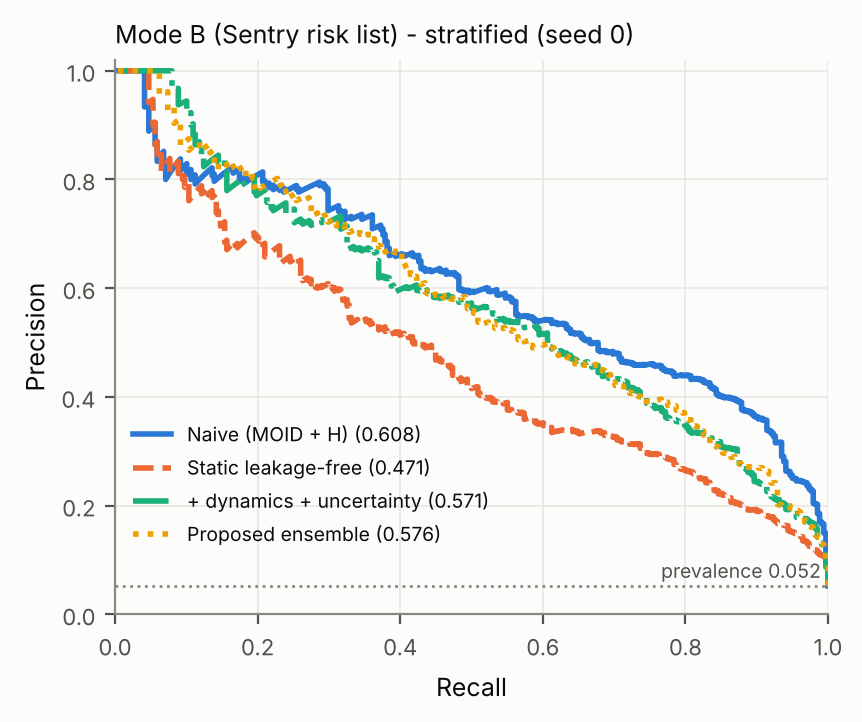 Mode B (Sentry risk list) - stratified (seed 0)
1.0
0.8
0.6
0.4
0.2
0.0
Precision
Naive (MOID + H) (0.608)
Static leakage-free (0.471)
+ dynamics + uncertainty (0.571)
Proposed ensemble (0.576)
prevalence 0.052
0.0 0.2 0.4 0.6 0.8 1.0
Recall